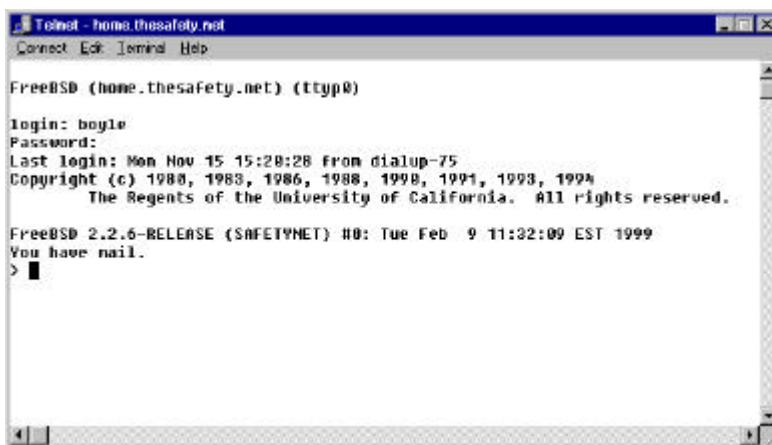 Telnet - home.thesafety.net
Connect Edit Terminal Help
FreeBSD (home.thesafety.net) (ttyp0)
login: boyle
Password:
Last login: Mon Nov 15 15:20:28 from dialup-75
Copyright (c) 1980, 1983, 1986, 1988, 1990, 1991, 1993, 1994
The Regents of the University of California. All rights reserved.
FreeBSD 2.2.6-RELEASE (SAFETYNET) #0: Tue Feb 9 11:32:09 EST 1999
You have mail.
>